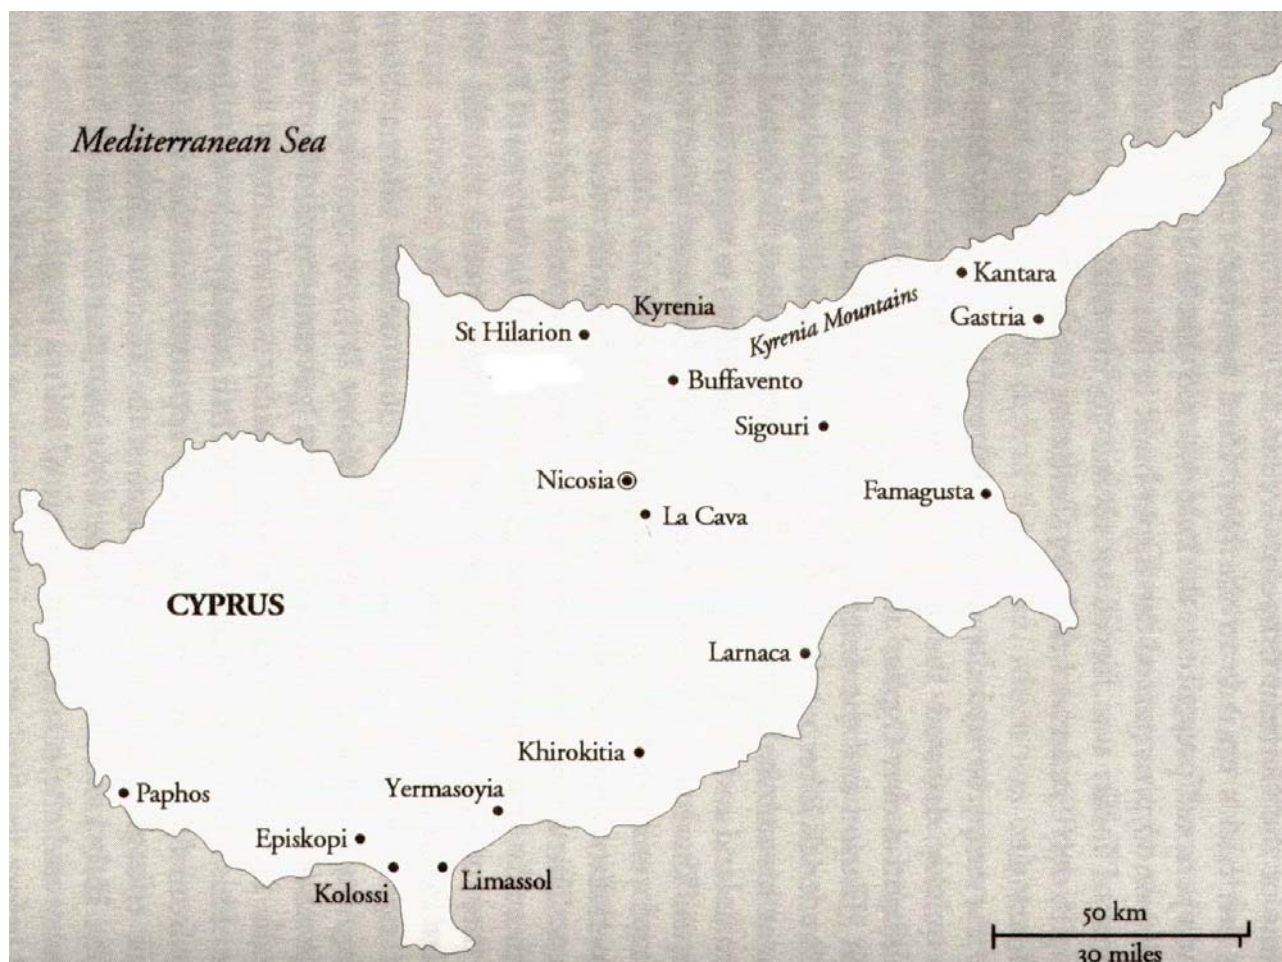 Mediterranean Sea
Kantara
Kyrenia
Gastria
St Hilarion
Kyrenia Mountains
Buffavento
Sigouri
Nicosia
Famagusta
La Cava
CYPRUS
Larnaca
Khirokitia
Yermasoyia
Paphos
Episkopi
Kolossi
Limassol
50 km
30 miles